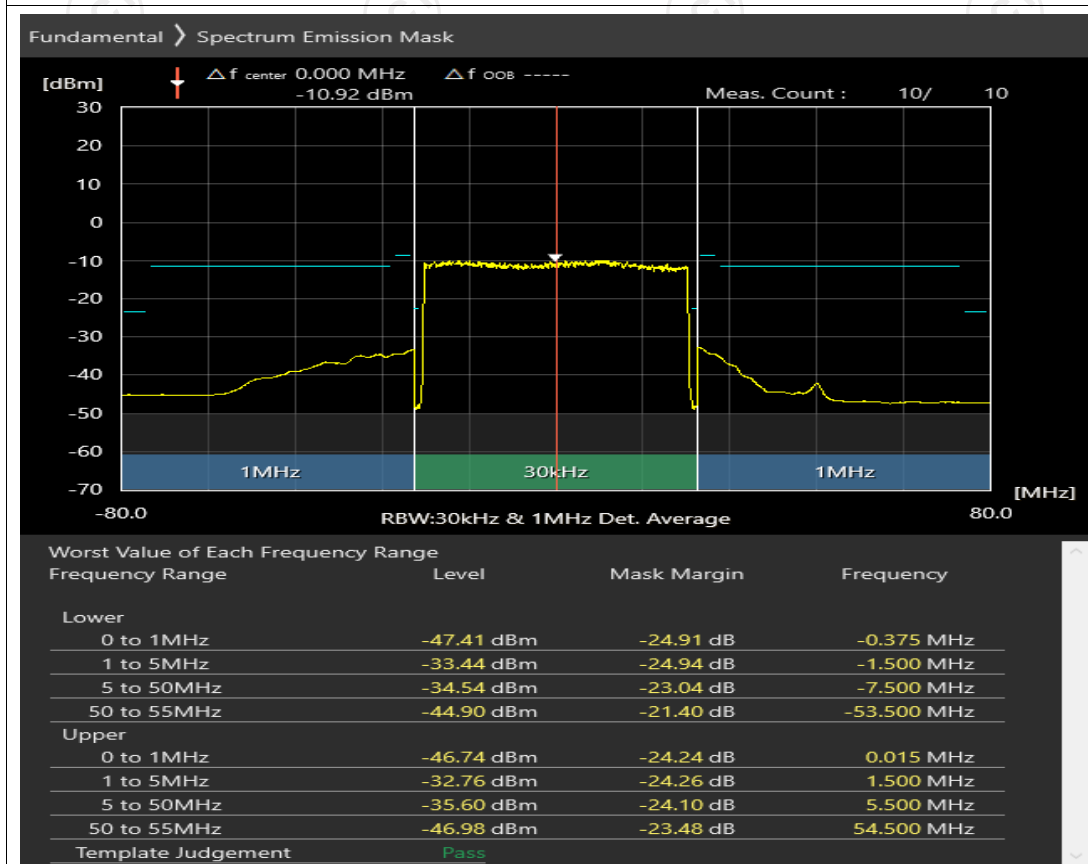 Fundamental ❯ Spectrum Emission Mask
[dBm] △f center 0.000 MHz △f OOB -----
-10.92 dBm Meas. Count : 10/ 10
30
20
10
0
-10
-20
-30
-40
-50
-60
1MHz 30kHz 1MHz
-70
[MHz]
-80.0 RBW:30kHz & 1MHz Det. Average 80.0
Worst Value of Each Frequency Range
Frequency Range Level Mask Margin Frequency
Lower
0 to 1MHz -47.41 dBm -24.91 dB -0.375 MHz
1 to 5MHz -33.44 dBm -24.94 dB -1.500 MHz
5 to 50MHz -34.54 dBm -23.04 dB -7.500 MHz
50 to 55MHz -44.90 dBm -21.40 dB -53.500 MHz
Upper
0 to 1MHz -46.74 dBm -24.24 dB 0.015 MHz
1 to 5MHz -32.76 dBm -24.26 dB 1.500 MHz
5 to 50MHz -35.60 dBm -24.10 dB 5.500 MHz
50 to 55MHz -46.98 dBm -23.48 dB 54.500 MHz
Template Judgement Pass